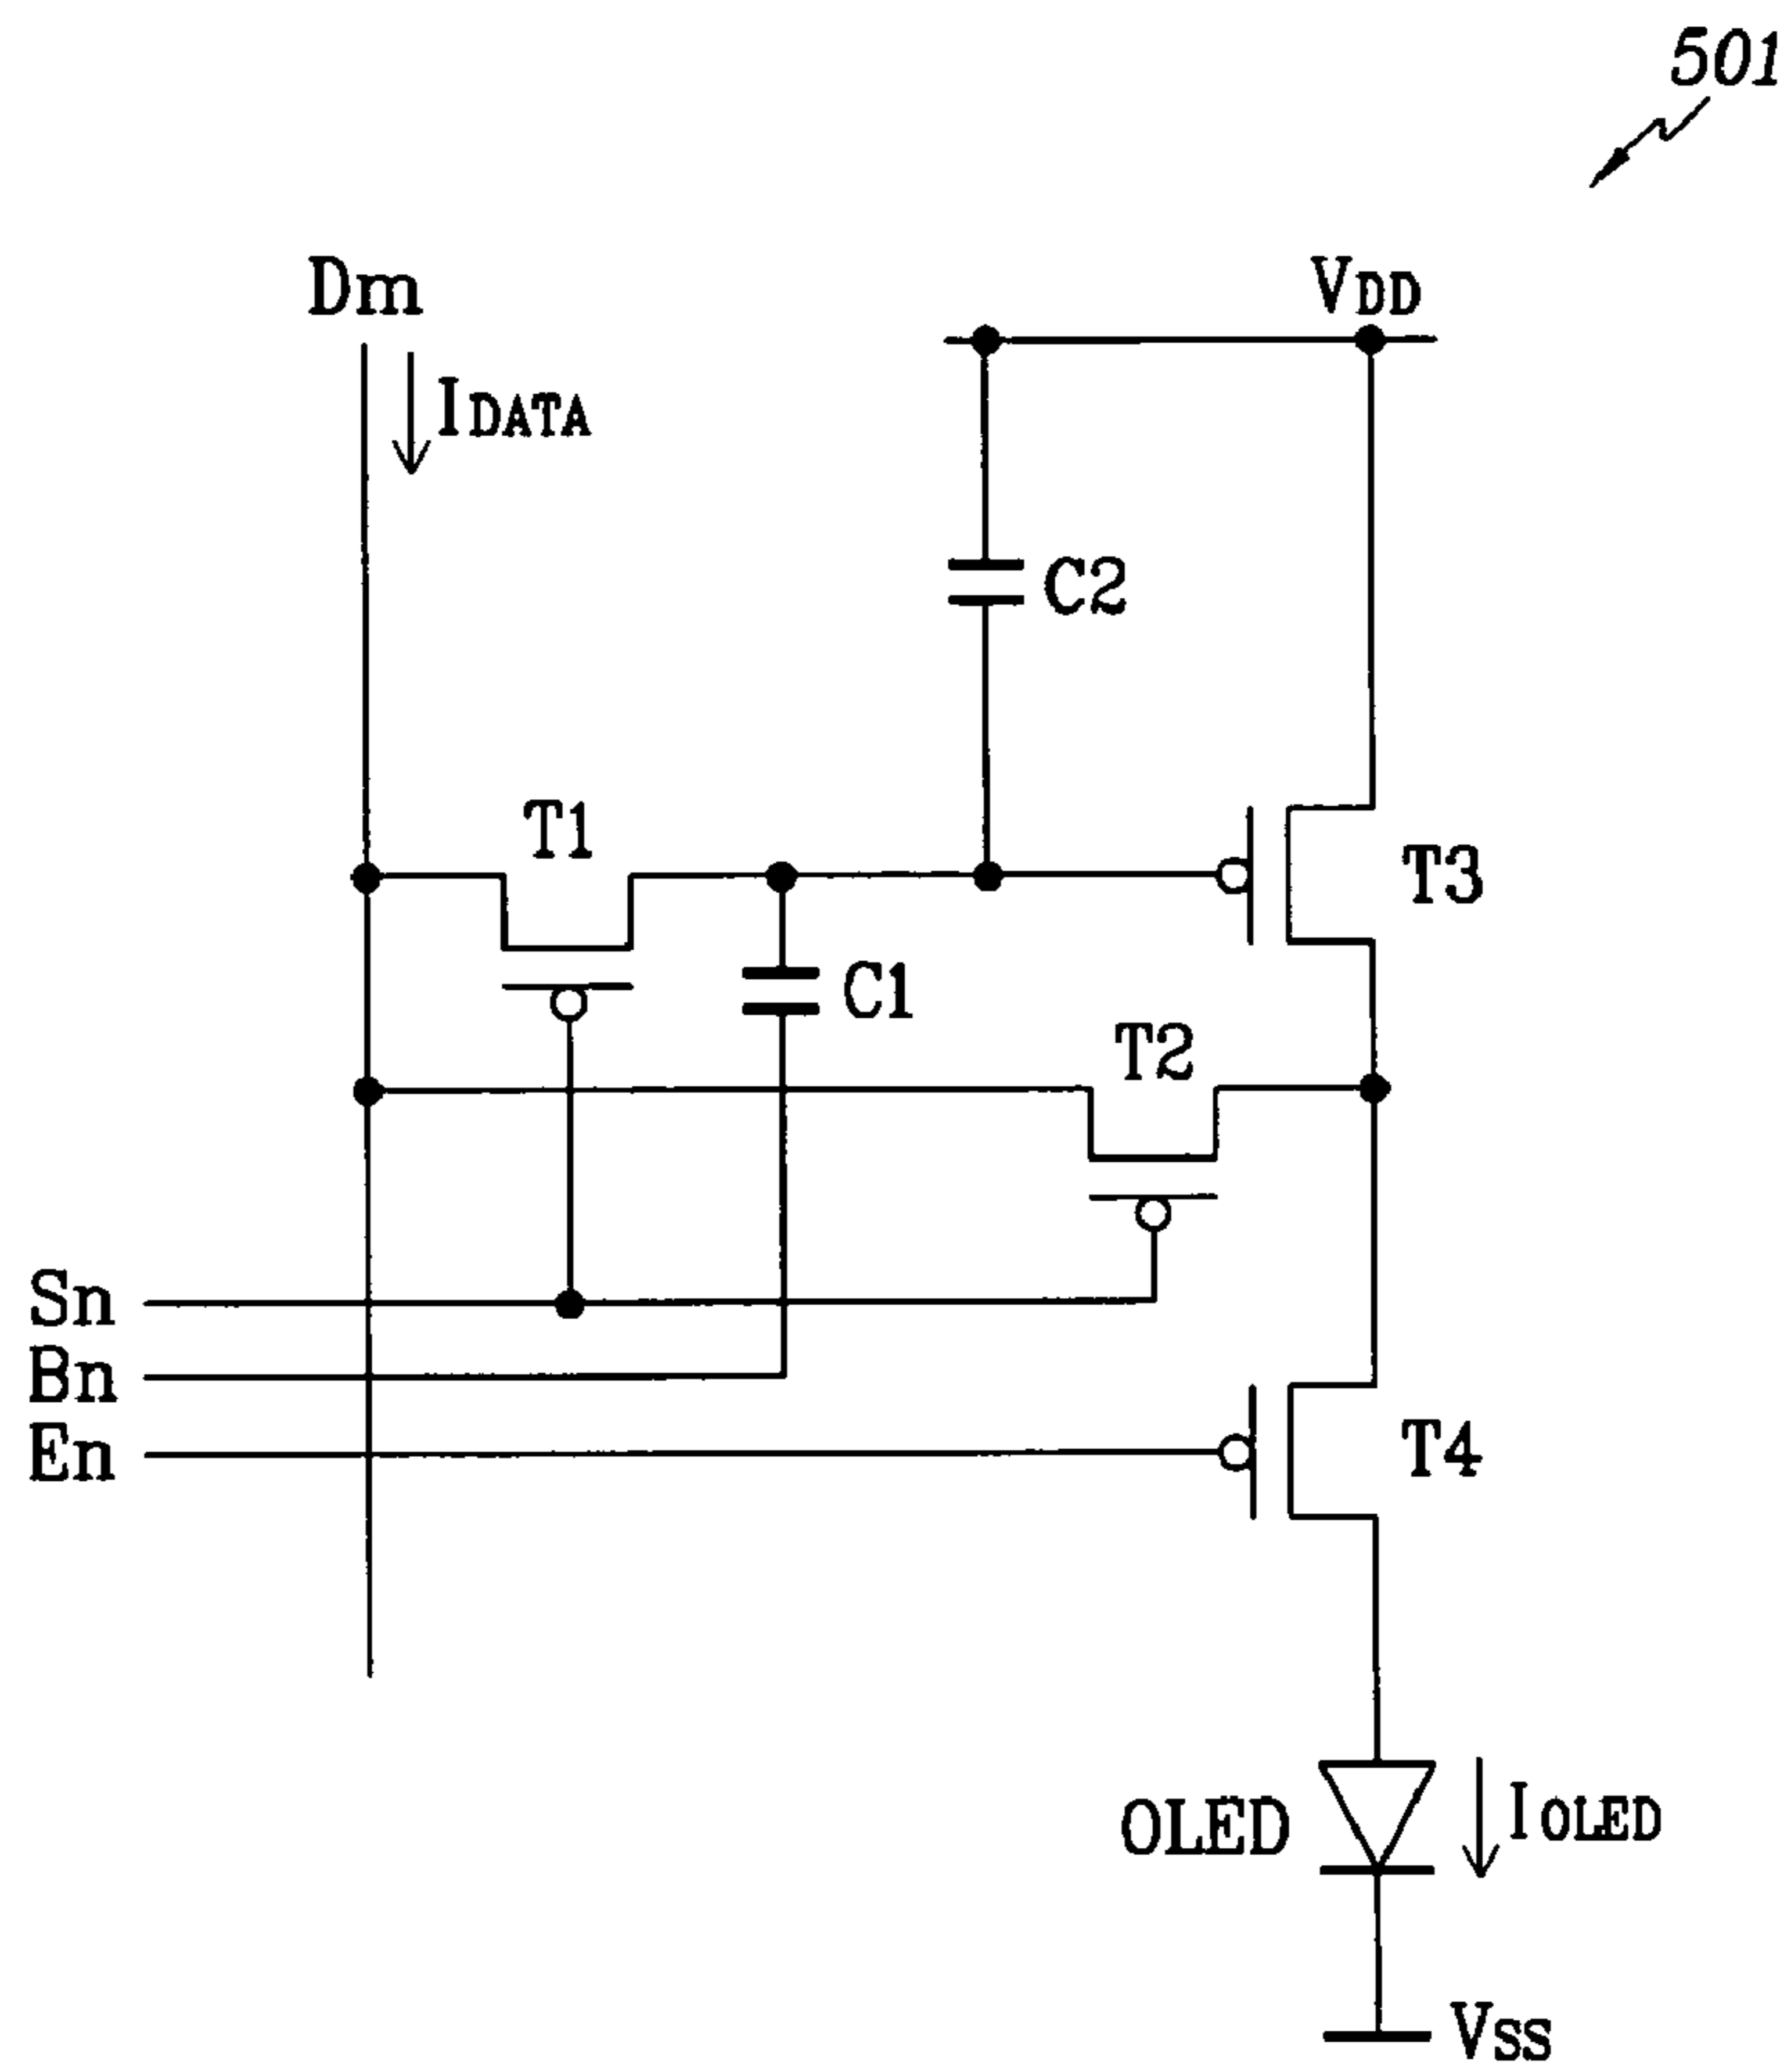 501
Dm
VDD
IDATA
C2
T1
T3
C1
T2
Sn
Bn
En
T4
OLED
IOLED
VSS